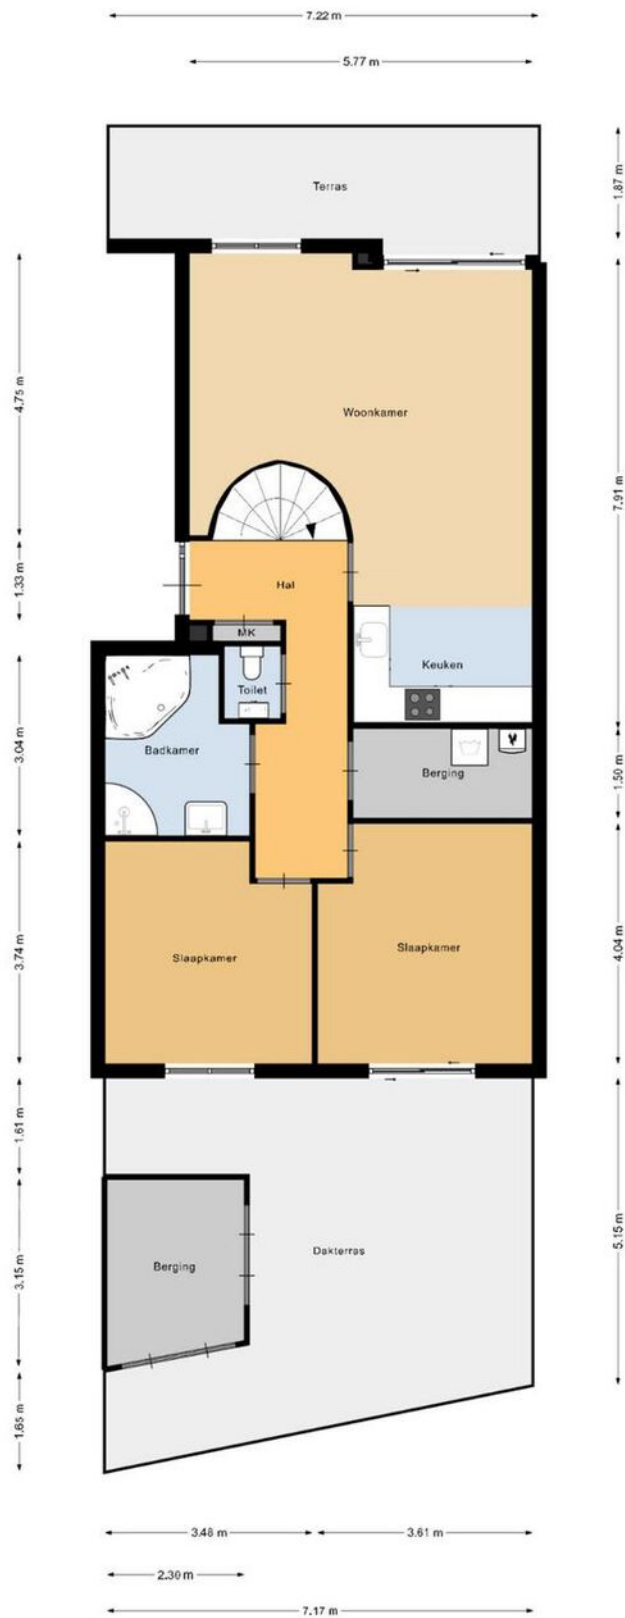 7.22 m
5.77 m
Terras
1.87 m
4.75 m
Woonkamer
7.91 m
1.33 m
Hal
MK
Toilet
Keuken
3.04 m
Badkamer
Berging
1.50 m
3.74 m
Slaapkamer
Slaapkamer
4.04 m
1.61 m
Dakterras
5.15 m
3.15 m
Berging
1.65 m
3.48 m
3.61 m
2.30 m
7.17 m